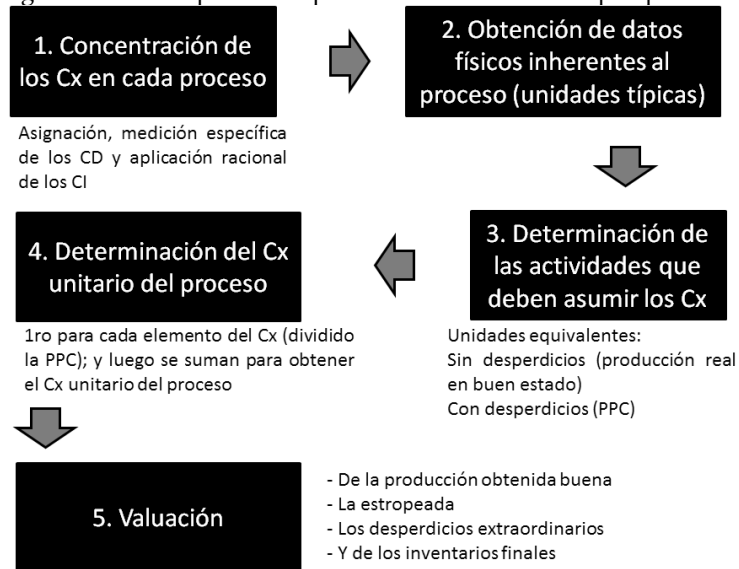 1. Concentración de
los Cx en cada proceso
Asignación, medición específica
de los CD y aplicación racional
de los CI
2. Obtención de datos
físicos inherentes al
proceso (unidades típicas)
3. Determinación de
las actividades que
deben asumir los Cx
Unidades equivalentes:
Sin desperdicios (producción real
en buen estado)
Con desperdicios (PPC)
4. Determinación del Cx
unitario del proceso
1ro para cada elemento del Cx (dividido
la PPC); y luego se suman para obtener
el Cx unitario del proceso
5. Valuación
- De la producción obtenida buena
- La estropeada
- Los desperdicios extraordinarios
- Y de los inventarios finales